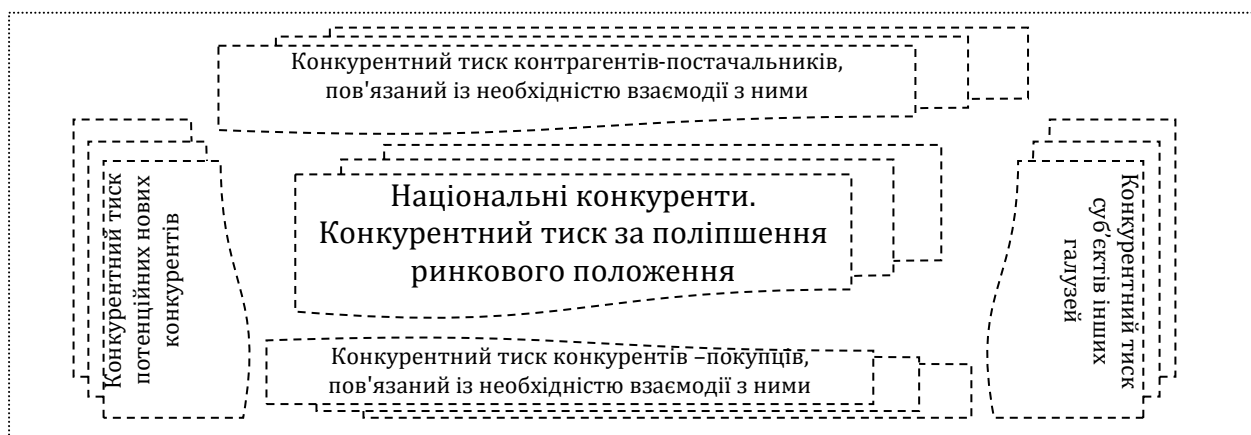 Конкурентний тиск контрагентів-постачальників,
пов'язаний із необхідністю взаємодії з ними
Конкурентний тиск
потенційних нових
конкурентів
Національні конкуренти.
Конкурентний тиск за поліпшення
ринкового положення
Конкурентний тиск
суб'єктів інших
галузей
Конкурентний тиск конкурентів –покупців,
пов'язаний із необхідністю взаємодії з ними